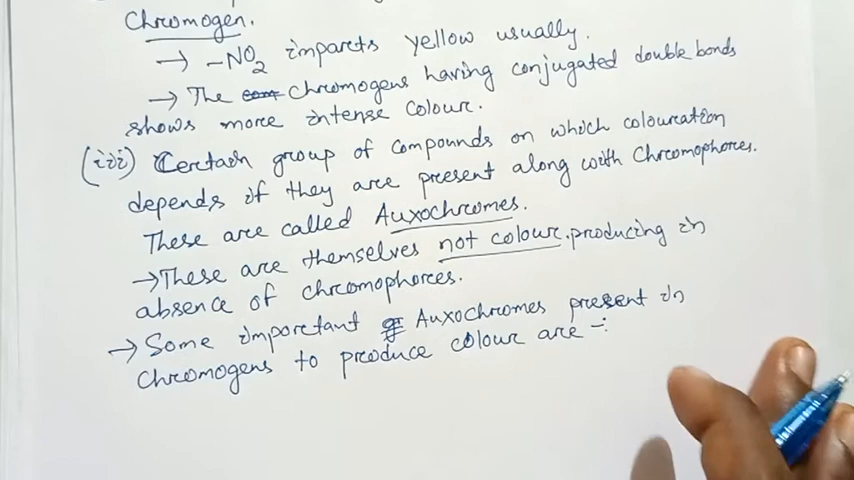 Chromogen.
→ -NO2 imparts yellow usually.
→ The Chromogens having conjugated double bonds
shows more intense colour.
(iii) Certain group of compounds on which colouration
depends if they are present along with Chromophores.
These are called Auxochromes.
→ These are themselves not colour producing in
absence of chromophores.
→ Some important Auxochromes present in
Chromogens to produce colour are -: